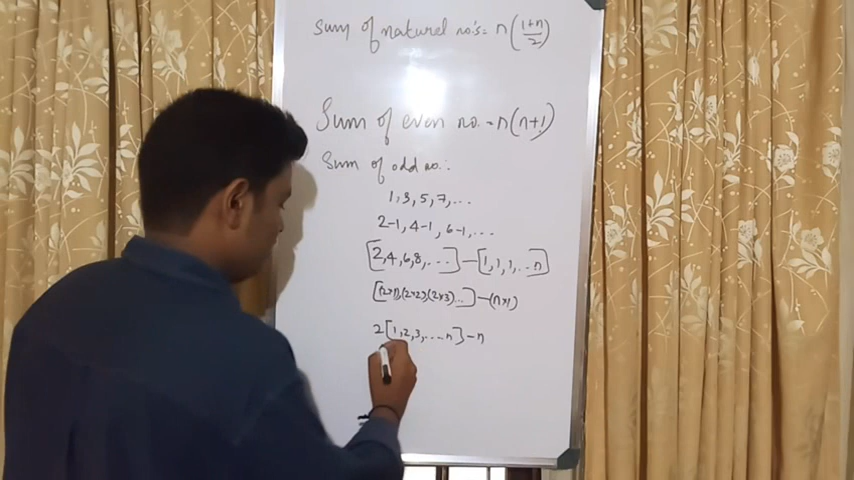 Sum of naturel no's = n(1+n/2)
Sum of even no. = n(n+1)
Sum of odd no.:
1,3,5,7,...
2-1, 4-1, 6-1,...
[2,4,6,8,....] - [1,1,1,...n]
[(2×1)(2×2)(2×3)...] - (n×1)
2[1,2,3,....n] - n